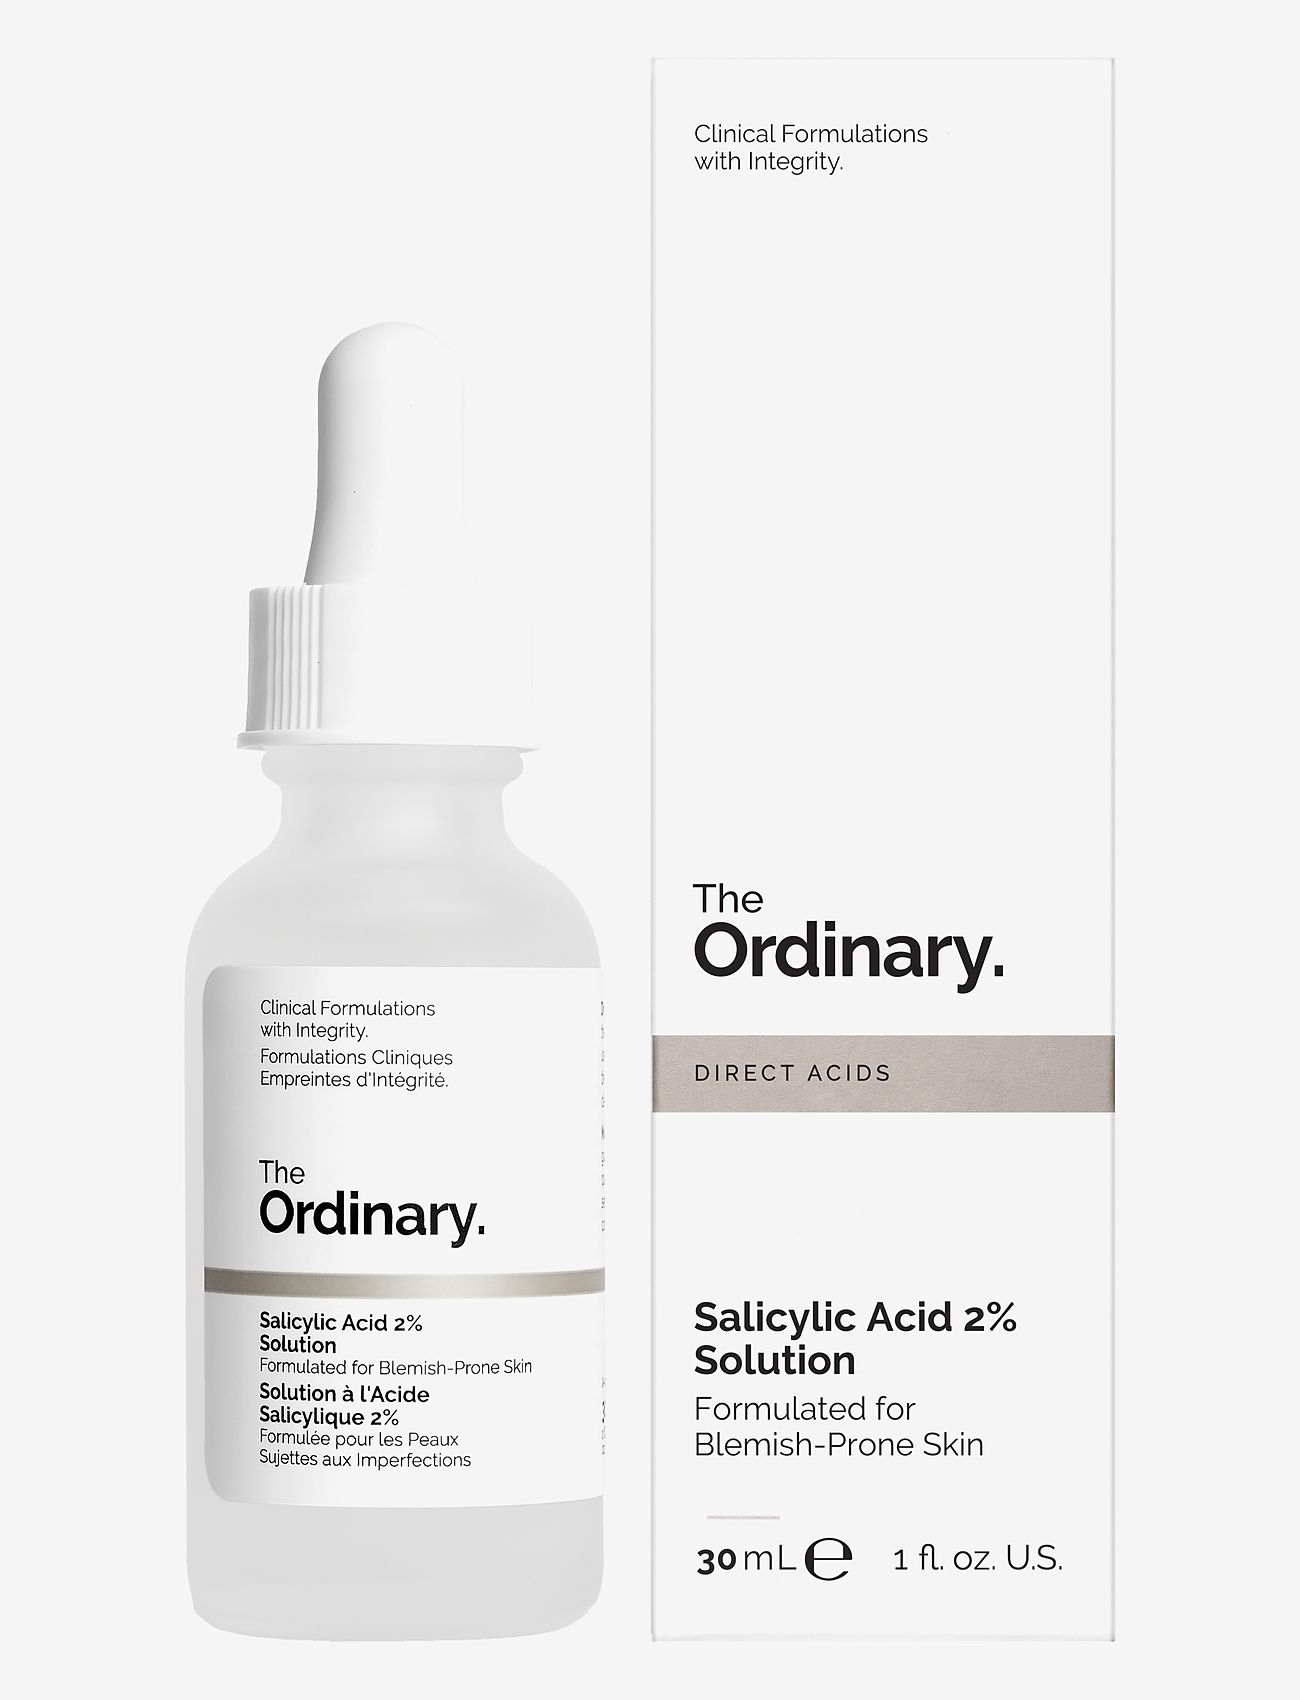 Clinical Formulations
with Integrity.
Formulations Cliniques
Empreintes d'Intégrité.
The
Ordinary.
Salicylic Acid 2%
Solution
Formulated for Blemish-Prone Skin
Solution à l'Acide
Salicylique 2%
Formulée pour les Peaux
Sujettes aux Imperfections
Clinical Formulations
with Integrity.
The
Ordinary.
DIRECT ACIDS
Salicylic Acid 2%
Solution
Formulated for
Blemish-Prone Skin
30 mL ℮ 1 fl. oz. U.S.